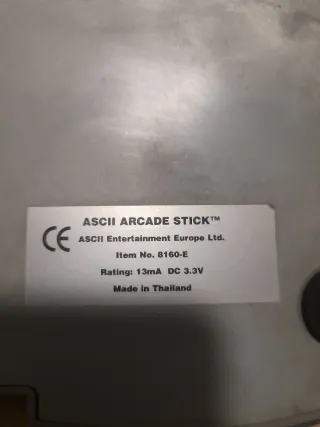 ASCII ARCADE STICK™
CE
ASCII Entertainment Europe Ltd.
Item No. 8160-E
Rating: 13mA DC 3.3V
Made in Thailand